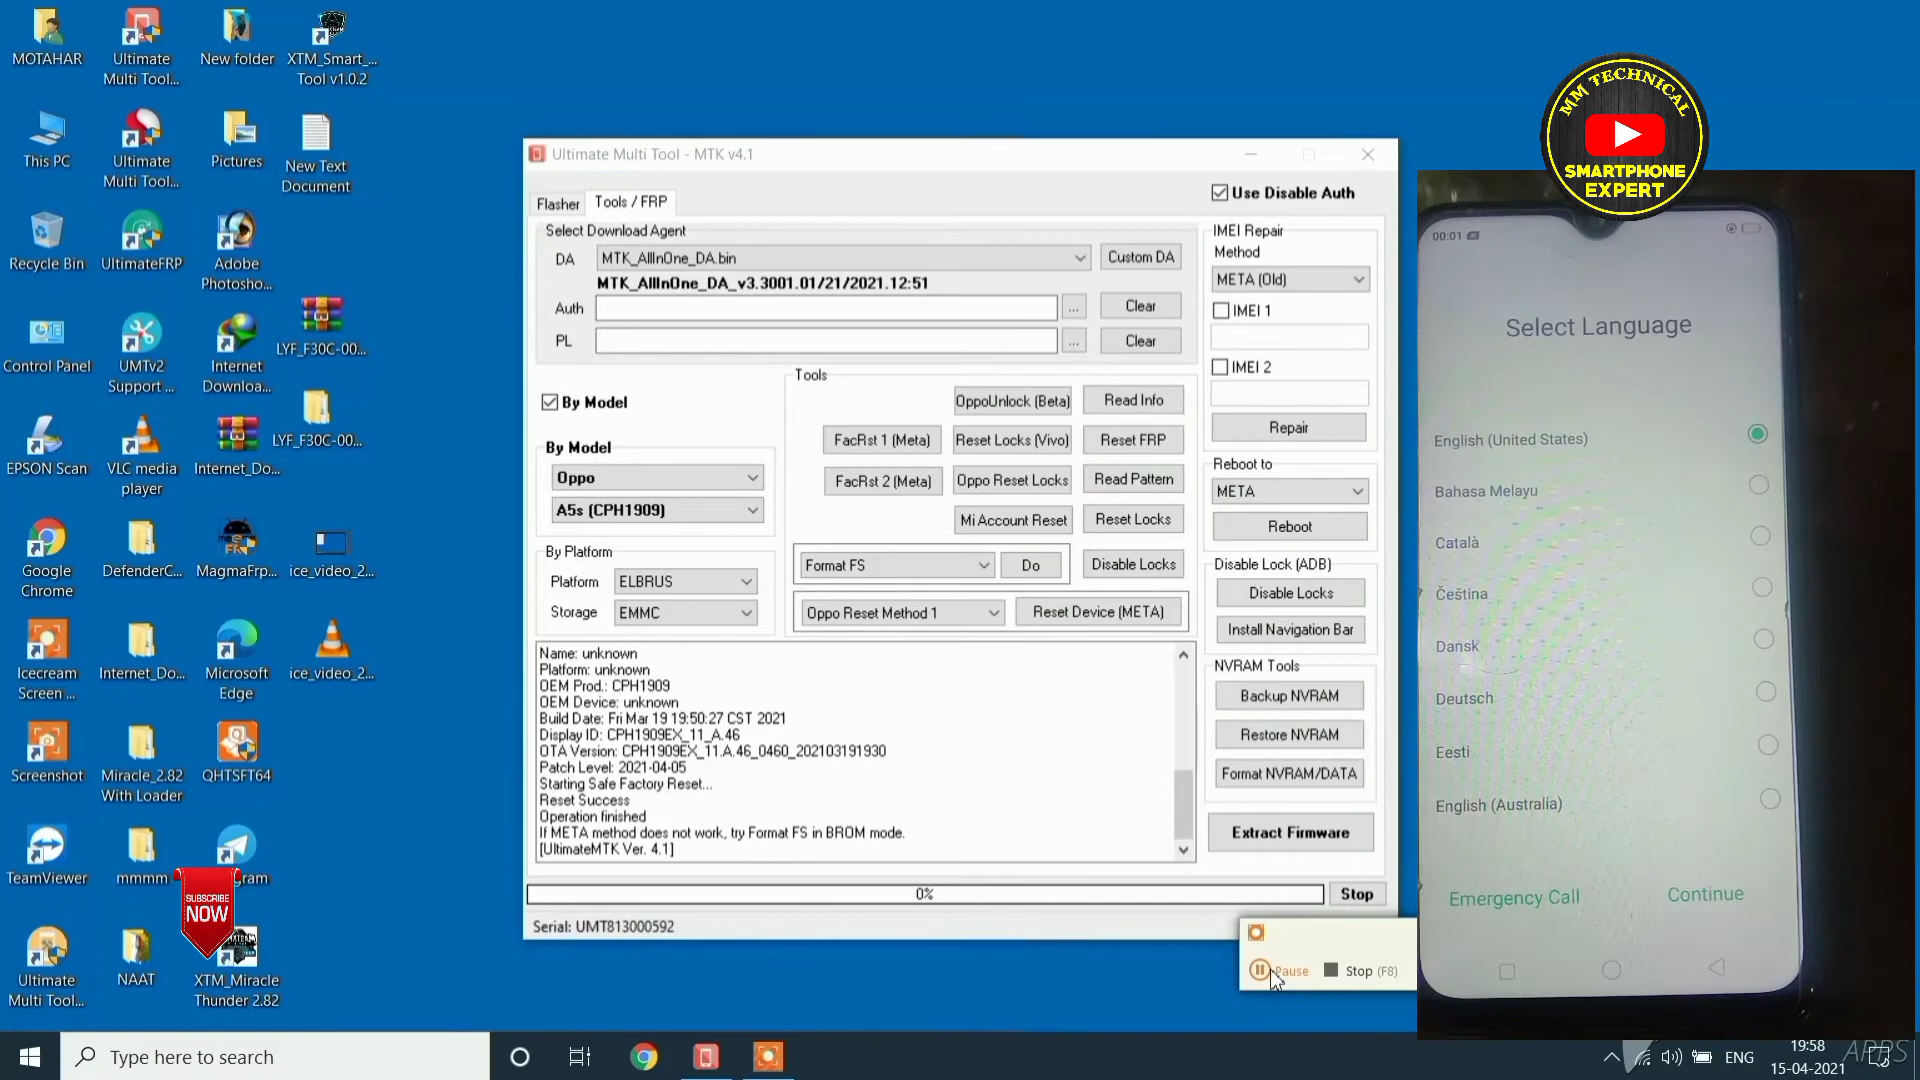 MOTAHAR
Ultimate
Multi Tool...
New folder
XTM_Smart_...
Tool v1.0.2
This PC
Ultimate
Multi Tool...
Pictures
New Text
Document
Recycle Bin
UltimateFRP
Adobe
Photosho...
Control Panel
UMTv2
Support ...
Internet
Downloa...
LYF_F30C-00...
EPSON Scan
VLC media
player
Internet_Do...
LYF_F30C-00...
Google
Chrome
DefenderC...
MagmaFrp...
ice_video_2...
Icecream
Screen ...
Internet_Do...
Microsoft
Edge
ice_video_2...
Screenshot
Miracle_2.82
With Loader
QHTSFT64
TeamViewer
mmmm
gram
SUBSCRIBE
NOW
Ultimate
Multi Tool...
NAAT
XTM_Miracle
Thunder 2.82
Ultimate Multi Tool - MTK v4.1
Flasher
Tools / FRP
Use Disable Auth
Select Download Agent
DA
MTK_AllInOne_DA.bin
Custom DA
MTK_AllInOne_DA_v3.3001.01/21/2021.12:51
Auth
...
Clear
PL
...
Clear
By Model
By Model
Oppo
A5s (CPH1909)
By Platform
Platform
ELBRUS
Storage
EMMC
Tools
OppoUnlock (Beta)
Read Info
FacRst 1 (Meta)
Reset Locks (Vivo)
Reset FRP
FacRst 2 (Meta)
Oppo Reset Locks
Read Pattern
Mi Account Reset
Reset Locks
Format FS
Do
Disable Locks
Oppo Reset Method 1
Reset Device (META)
IMEI Repair
Method
META (Old)
IMEI 1
IMEI 2
Repair
Reboot to
META
Reboot
Disable Lock (ADB)
Disable Locks
Install Navigation Bar
NVRAM Tools
Backup NVRAM
Restore NVRAM
Format NVRAM/DATA
Extract Firmware
Name: unknown
Platform: unknown
OEM Prod.: CPH1909
OEM Device: unknown
Build Date: Fri Mar 19 19:50:27 CST 2021
Display ID: CPH1909EX_11_A.46
OTA Version: CPH1909EX_11.A.46_0460_202103191930
Patch Level: 2021-04-05
Starting Safe Factory Reset...
Reset Success
Operation finished
If META method does not work, try Format FS in BROM mode.
[UltimateMTK Ver. 4.1]
0%
Stop
Serial: UMT813000592
Pause
Stop (F8)
MM TECHNICAL
SMARTPHONE
EXPERT
00:01
Select Language
English (United States)
Bahasa Melayu
Català
Čeština
Dansk
Deutsch
Eesti
English (Australia)
Emergency Call
Continue
Type here to search
ENG
19:58
15-04-2021
APPS